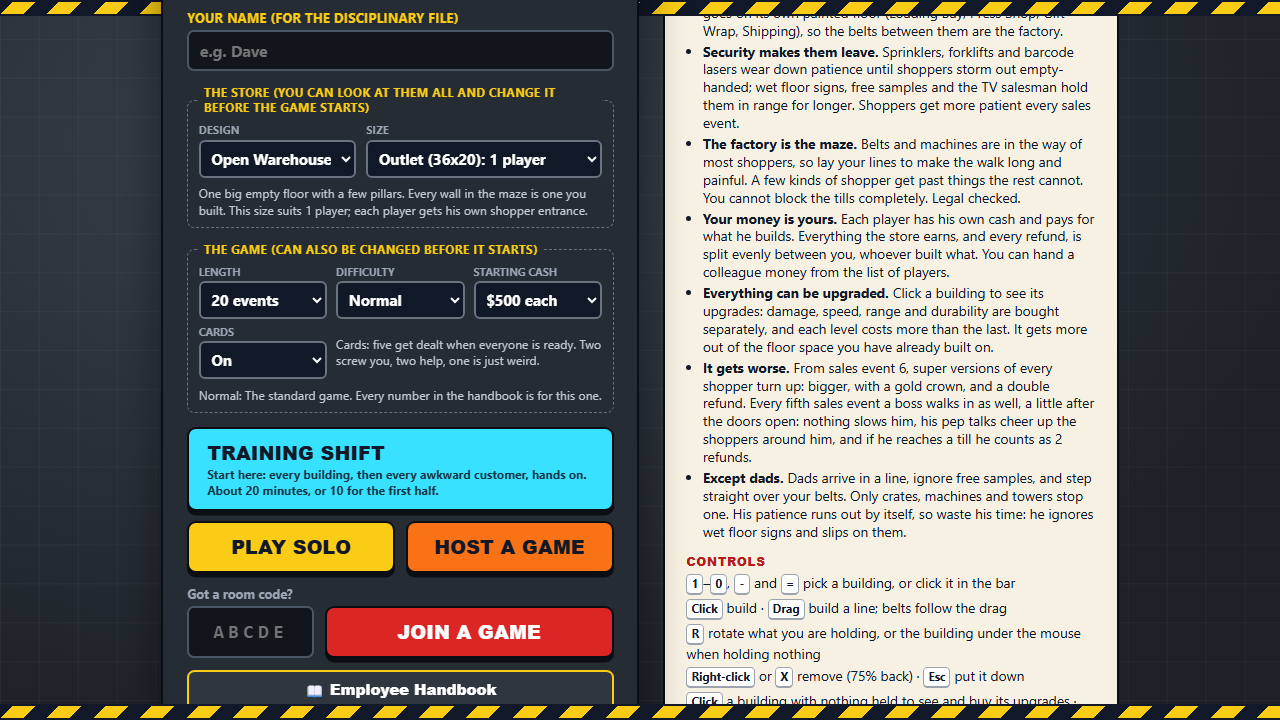 YOUR NAME (FOR THE DISCIPLINARY FILE)
e.g. Dave
THE STORE (YOU CAN LOOK AT THEM ALL AND CHANGE IT
BEFORE THE GAME STARTS)
DESIGN
SIZE
Open Warehouse
Outlet (36x20): 1 player
One big empty floor with a few pillars. Every wall in the maze is one you
built. This size suits 1 player; each player gets his own shopper entrance.
THE GAME (CAN ALSO BE CHANGED BEFORE IT STARTS)
LENGTH
DIFFICULTY
STARTING CASH
20 events
Normal
$500 each
CARDS
On
Cards: five get dealt when everyone is ready. Two
screw you, two help, one is just weird.
Normal: The standard game. Every number in the handbook is for this one.
TRAINING SHIFT
Start here: every building, then every awkward customer, hands on.
About 20 minutes, or 10 for the first half.
PLAY SOLO
HOST A GAME
Got a room code?
ABCDE
JOIN A GAME
📖 Employee Handbook
goes on its own painted floor (Loading Bay, Press Shop, Gift
Wrap, Shipping), so the belts between them are the factory.
• Security makes them leave. Sprinklers, forklifts and barcode
lasers wear down patience until shoppers storm out empty-
handed; wet floor signs, free samples and the TV salesman hold
them in range for longer. Shoppers get more patient every sales
event.
• The factory is the maze. Belts and machines are in the way of
most shoppers, so lay your lines to make the walk long and
painful. A few kinds of shopper get past things the rest cannot.
You cannot block the tills completely. Legal checked.
• Your money is yours. Each player has his own cash and pays for
what he builds. Everything the store earns, and every refund, is
split evenly between you, whoever built what. You can hand a
colleague money from the list of players.
• Everything can be upgraded. Click a building to see its
upgrades: damage, speed, range and durability are bought
separately, and each level costs more than the last. It gets more
out of the floor space you have already built on.
• It gets worse. From sales event 6, super versions of every
shopper turn up: bigger, with a gold crown, and a double
refund. Every fifth sales event a boss walks in as well, a little after
the doors open: nothing slows him, his pep talks cheer up the
shoppers around him, and if he reaches a till he counts as 2
refunds.
• Except dads. Dads arrive in a line, ignore free samples, and step
straight over your belts. Only crates, machines and towers stop
one. His patience runs out by itself, so waste his time: he ignores
wet floor signs and slips on them.
CONTROLS
1–0, - and = pick a building, or click it in the bar
Click build · Drag build a line; belts follow the drag
R rotate what you are holding, or the building under the mouse
when holding nothing
Right-click or X remove (75% back) · Esc put it down
Click a building with nothing held to see and buy its upgrades ·